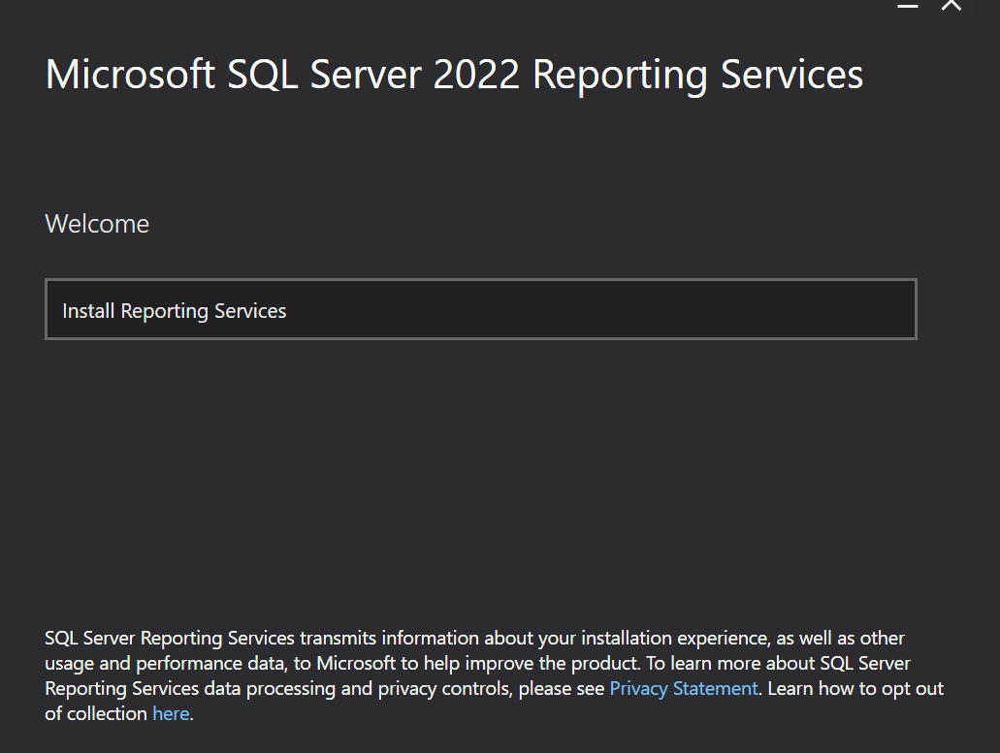 Microsoft SQL Server 2022 Reporting Services
Welcome
Install Reporting Services
SQL Server Reporting Services transmits information about your installation experience, as well as other
usage and performance data, to Microsoft to help improve the product. To learn more about SQL Server
Reporting Services data processing and privacy controls, please see Privacy Statement. Learn how to opt out
of collection here.